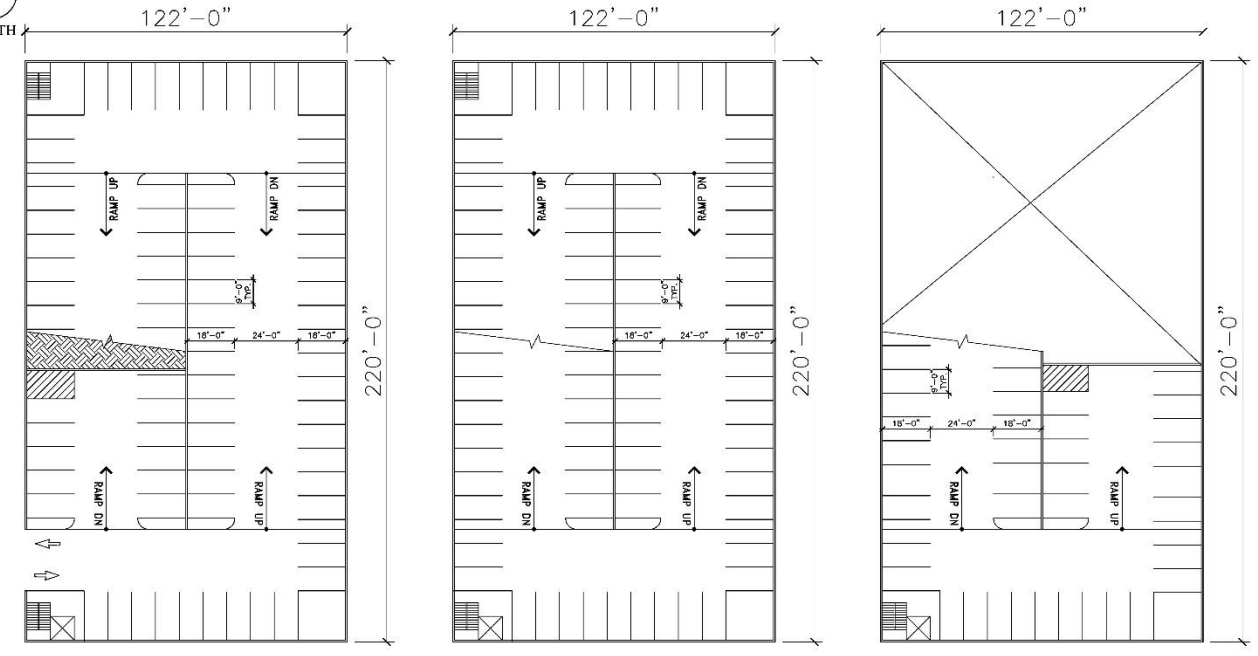 TH
122'-0" 122'-0" 122'-0"
RAMP UP RAMP DN RAMP UP RAMP DN
9'-0" TYP. 9'-0" TYP.
18'-0" 24'-0" 18'-0" 18'-0" 24'-0" 18'-0"
220'-0" 220'-0" 220'-0"
9'-0" TYP.
18'-0" 24'-0" 18'-0"
RAMP DN RAMP UP RAMP DN RAMP UP RAMP DN RAMP UP